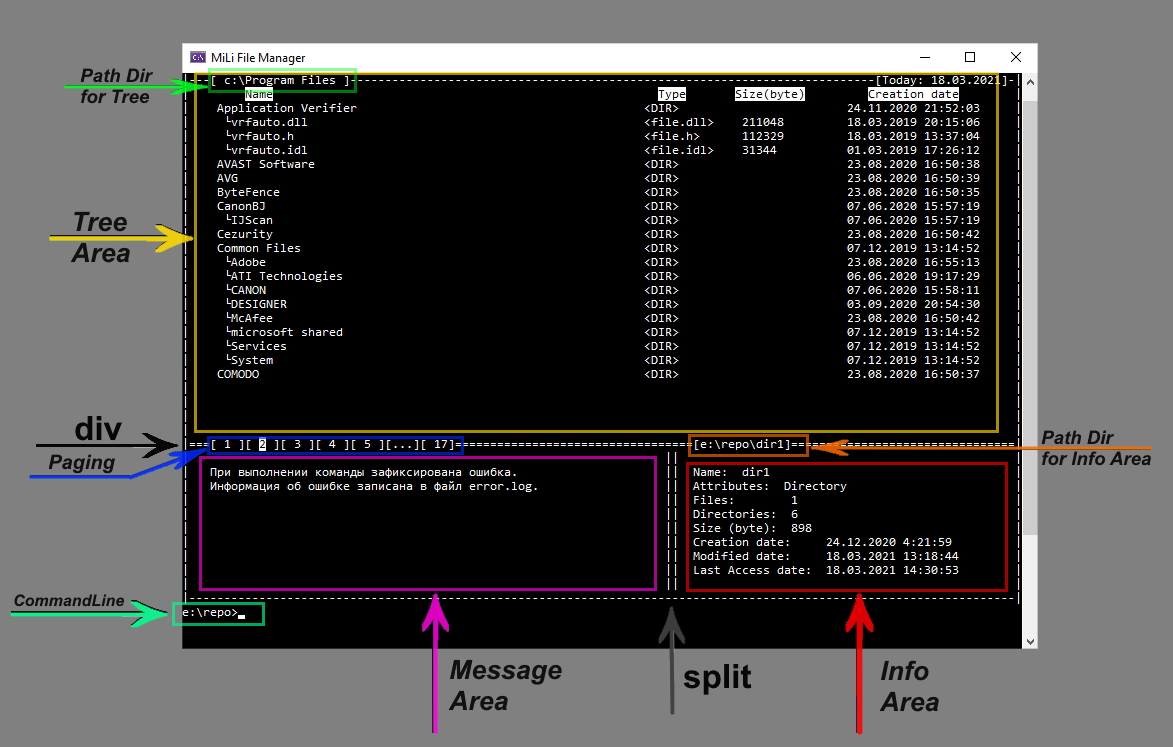 MiLi File Manager
Path Dir
for Tree
[ c:\Program Files ]
[Today: 18.03.2021]
Name Type Size(byte) Creation date
Application Verifier <DIR> 24.11.2020 21:52:03
└vrfauto.dll <file.dll> 211048 18.03.2019 20:15:06
└vrfauto.h <file.h> 112329 18.03.2019 13:37:04
└vrfauto.idl <file.idl> 31344 01.03.2019 17:26:12
AVAST Software <DIR> 23.08.2020 16:50:38
AVG <DIR> 23.08.2020 16:50:39
ByteFence <DIR> 23.08.2020 16:50:35
CanonBJ <DIR> 07.06.2020 15:57:19
└IJScan <DIR> 07.06.2020 15:57:19
Cezurity <DIR> 23.08.2020 16:50:42
Common Files <DIR> 07.12.2019 13:14:52
└Adobe <DIR> 23.08.2020 16:55:13
└ATI Technologies <DIR> 06.06.2020 19:17:29
└CANON <DIR> 07.06.2020 15:58:11
└DESIGNER <DIR> 03.09.2020 20:54:30
└McAfee <DIR> 23.08.2020 16:50:42
└microsoft shared <DIR> 07.12.2019 13:14:52
└Services <DIR> 07.12.2019 13:14:52
└System <DIR> 07.12.2019 13:14:52
COMODO <DIR> 23.08.2020 16:50:37
Tree
Area
div
Paging
[ 1 ][ 2 ][ 3 ][ 4 ][ 5 ][...][ 17]
[e:\repo\dir1]
Path Dir
for Info Area
При выполнении команды зафиксирована ошибка.
Информация об ошибке записана в файл error.log.
Name: dir1
Attributes: Directory
Files: 1
Directories: 6
Size (byte): 898
Creation date: 24.12.2020 4:21:59
Modified date: 18.03.2021 13:18:44
Last Access date: 18.03.2021 14:30:53
CommandLine
e:\repo>
Message
Area
split
Info
Area